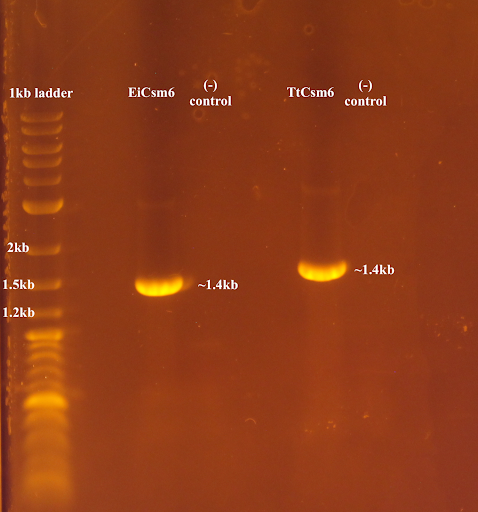 1kb ladder
EiCsm6
(-)
control
TtCsm6
(-)
control
2kb
1.5kb
~1.4kb
~1.4kb
1.2kb